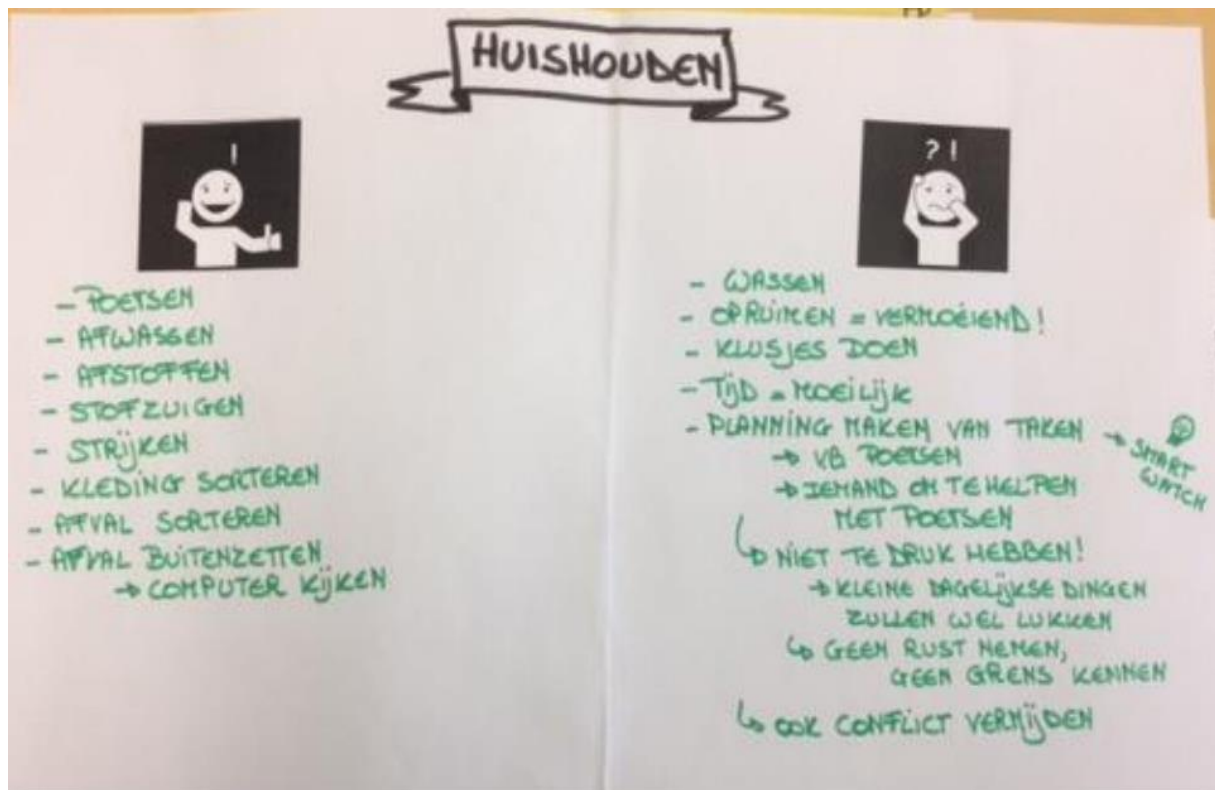 HUISHOUDEN
!
- POETSEN
- AFWASSEN
- AFSTOFFEN
- STOFZUIGEN
- STRIJKEN
- KLEDING SORTEREN
- AFVAL SORTEREN
- AFVAL BUITENZETTEN
→ COMPUTER KIJKEN
?!
- WASSEN
- OPRUIMEN = VERMOEIEND!
- KLUSJES DOEN
- TIJD = MOEILIJK
- PLANNING MAKEN VAN TAKEN → SMART
WATCH
→ VB POETSEN
→ IEMAND OM TE HELPEN
MET POETSEN
↳ NIET TE DRUK HEBBEN!
→ KLEINE DAGELIJKSE DINGEN
ZULLEN WEL LUKKEN
↳ GEEN RUST NEMEN,
GEEN GRENS KENNEN
↳ OOK CONFLICT VERMIJDEN